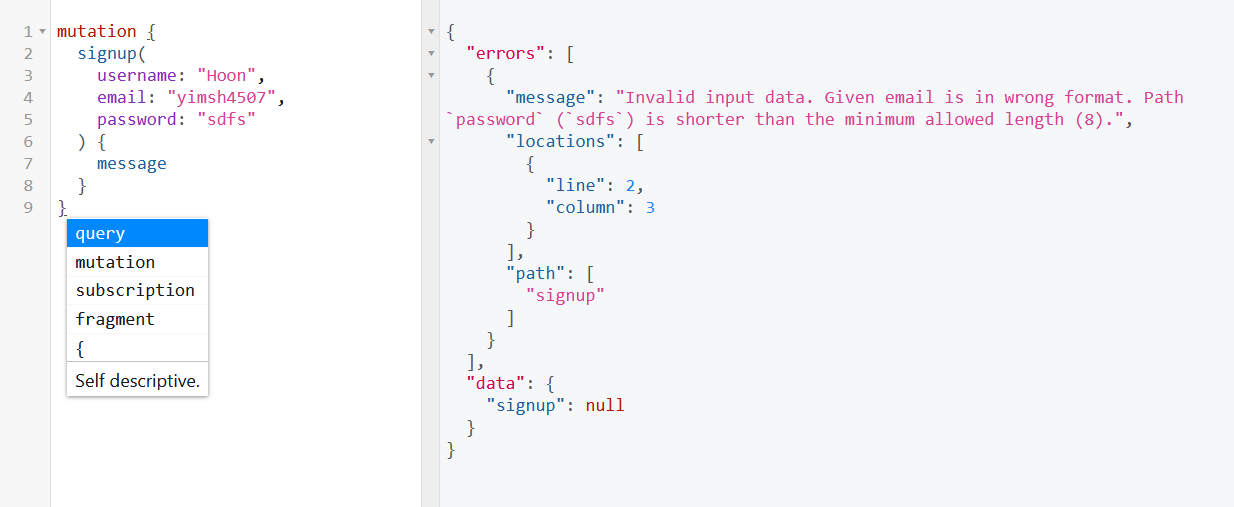 1 mutation {
2 signup(
3 username: "Hoon",
4 email: "yimsh4507",
5 password: "sdfs"
6 ) {
7 message
8 }
9 }
query
mutation
subscription
fragment
{
Self descriptive.
{
"errors": [
{
"message": "Invalid input data. Given email is in wrong format. Path
`password` (`sdfs`) is shorter than the minimum allowed length (8).",
"locations": [
{
"line": 2,
"column": 3
}
],
"path": [
"signup"
]
}
],
"data": {
"signup": null
}
}